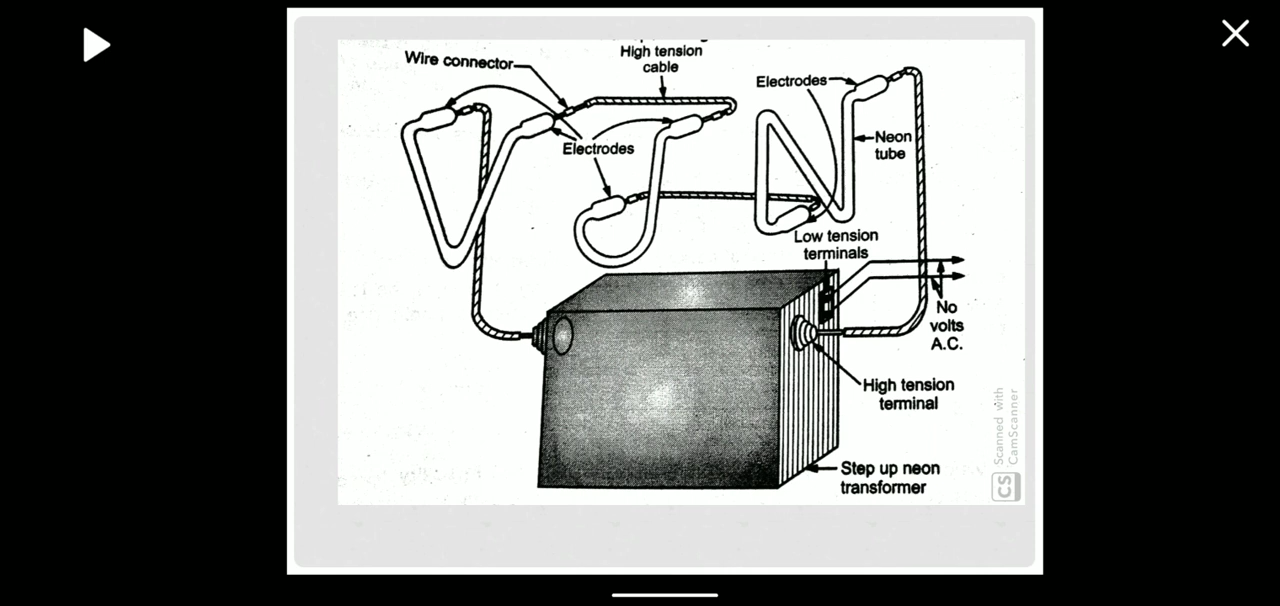 High tension
cable
Wire connector
Electrodes
Electrodes
Neon
tube
Low tension
terminals
No
volts
A.C.
High tension
terminal
Step up neon
transformer
Scanned with
CamScanner
CS